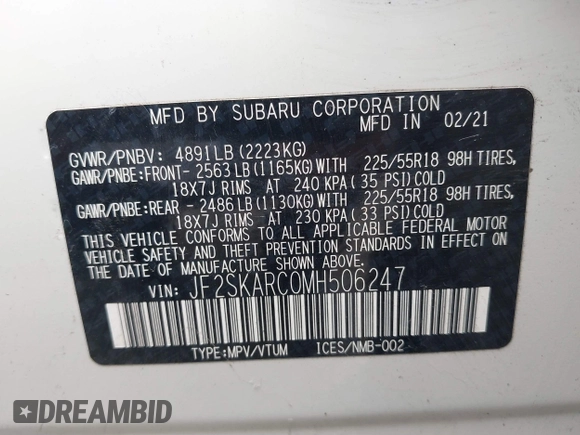 MFD BY SUBARU CORPORATION
MFD IN 02/21
GVWR/PNBV: 4891LB (2223KG)
GAWR/PNBE:FRONT- 2563LB (1165KG)WITH 225/55R18 98H TIRES,
18X7J RIMS AT 240 KPA (35 PSI)COLD
GAWR/PNBE:REAR - 2486LB (1130KG)WITH 225/55R18 98H TIRES,
18X7J RIMS AT 230 KPA (33 PSI)COLD
THIS VEHICLE CONFORMS TO ALL APPLICABLE FEDERAL MOTOR
VEHICLE SAFETY AND THEFT PREVENTION STANDARDS IN EFFECT
ON THE DATE OF MANUFACTURE SHOWN ABOVE.
VIN: JF2SKARC0MH506247
TYPE:MPV/VTUM ICES/NMB-002
DREAMBID